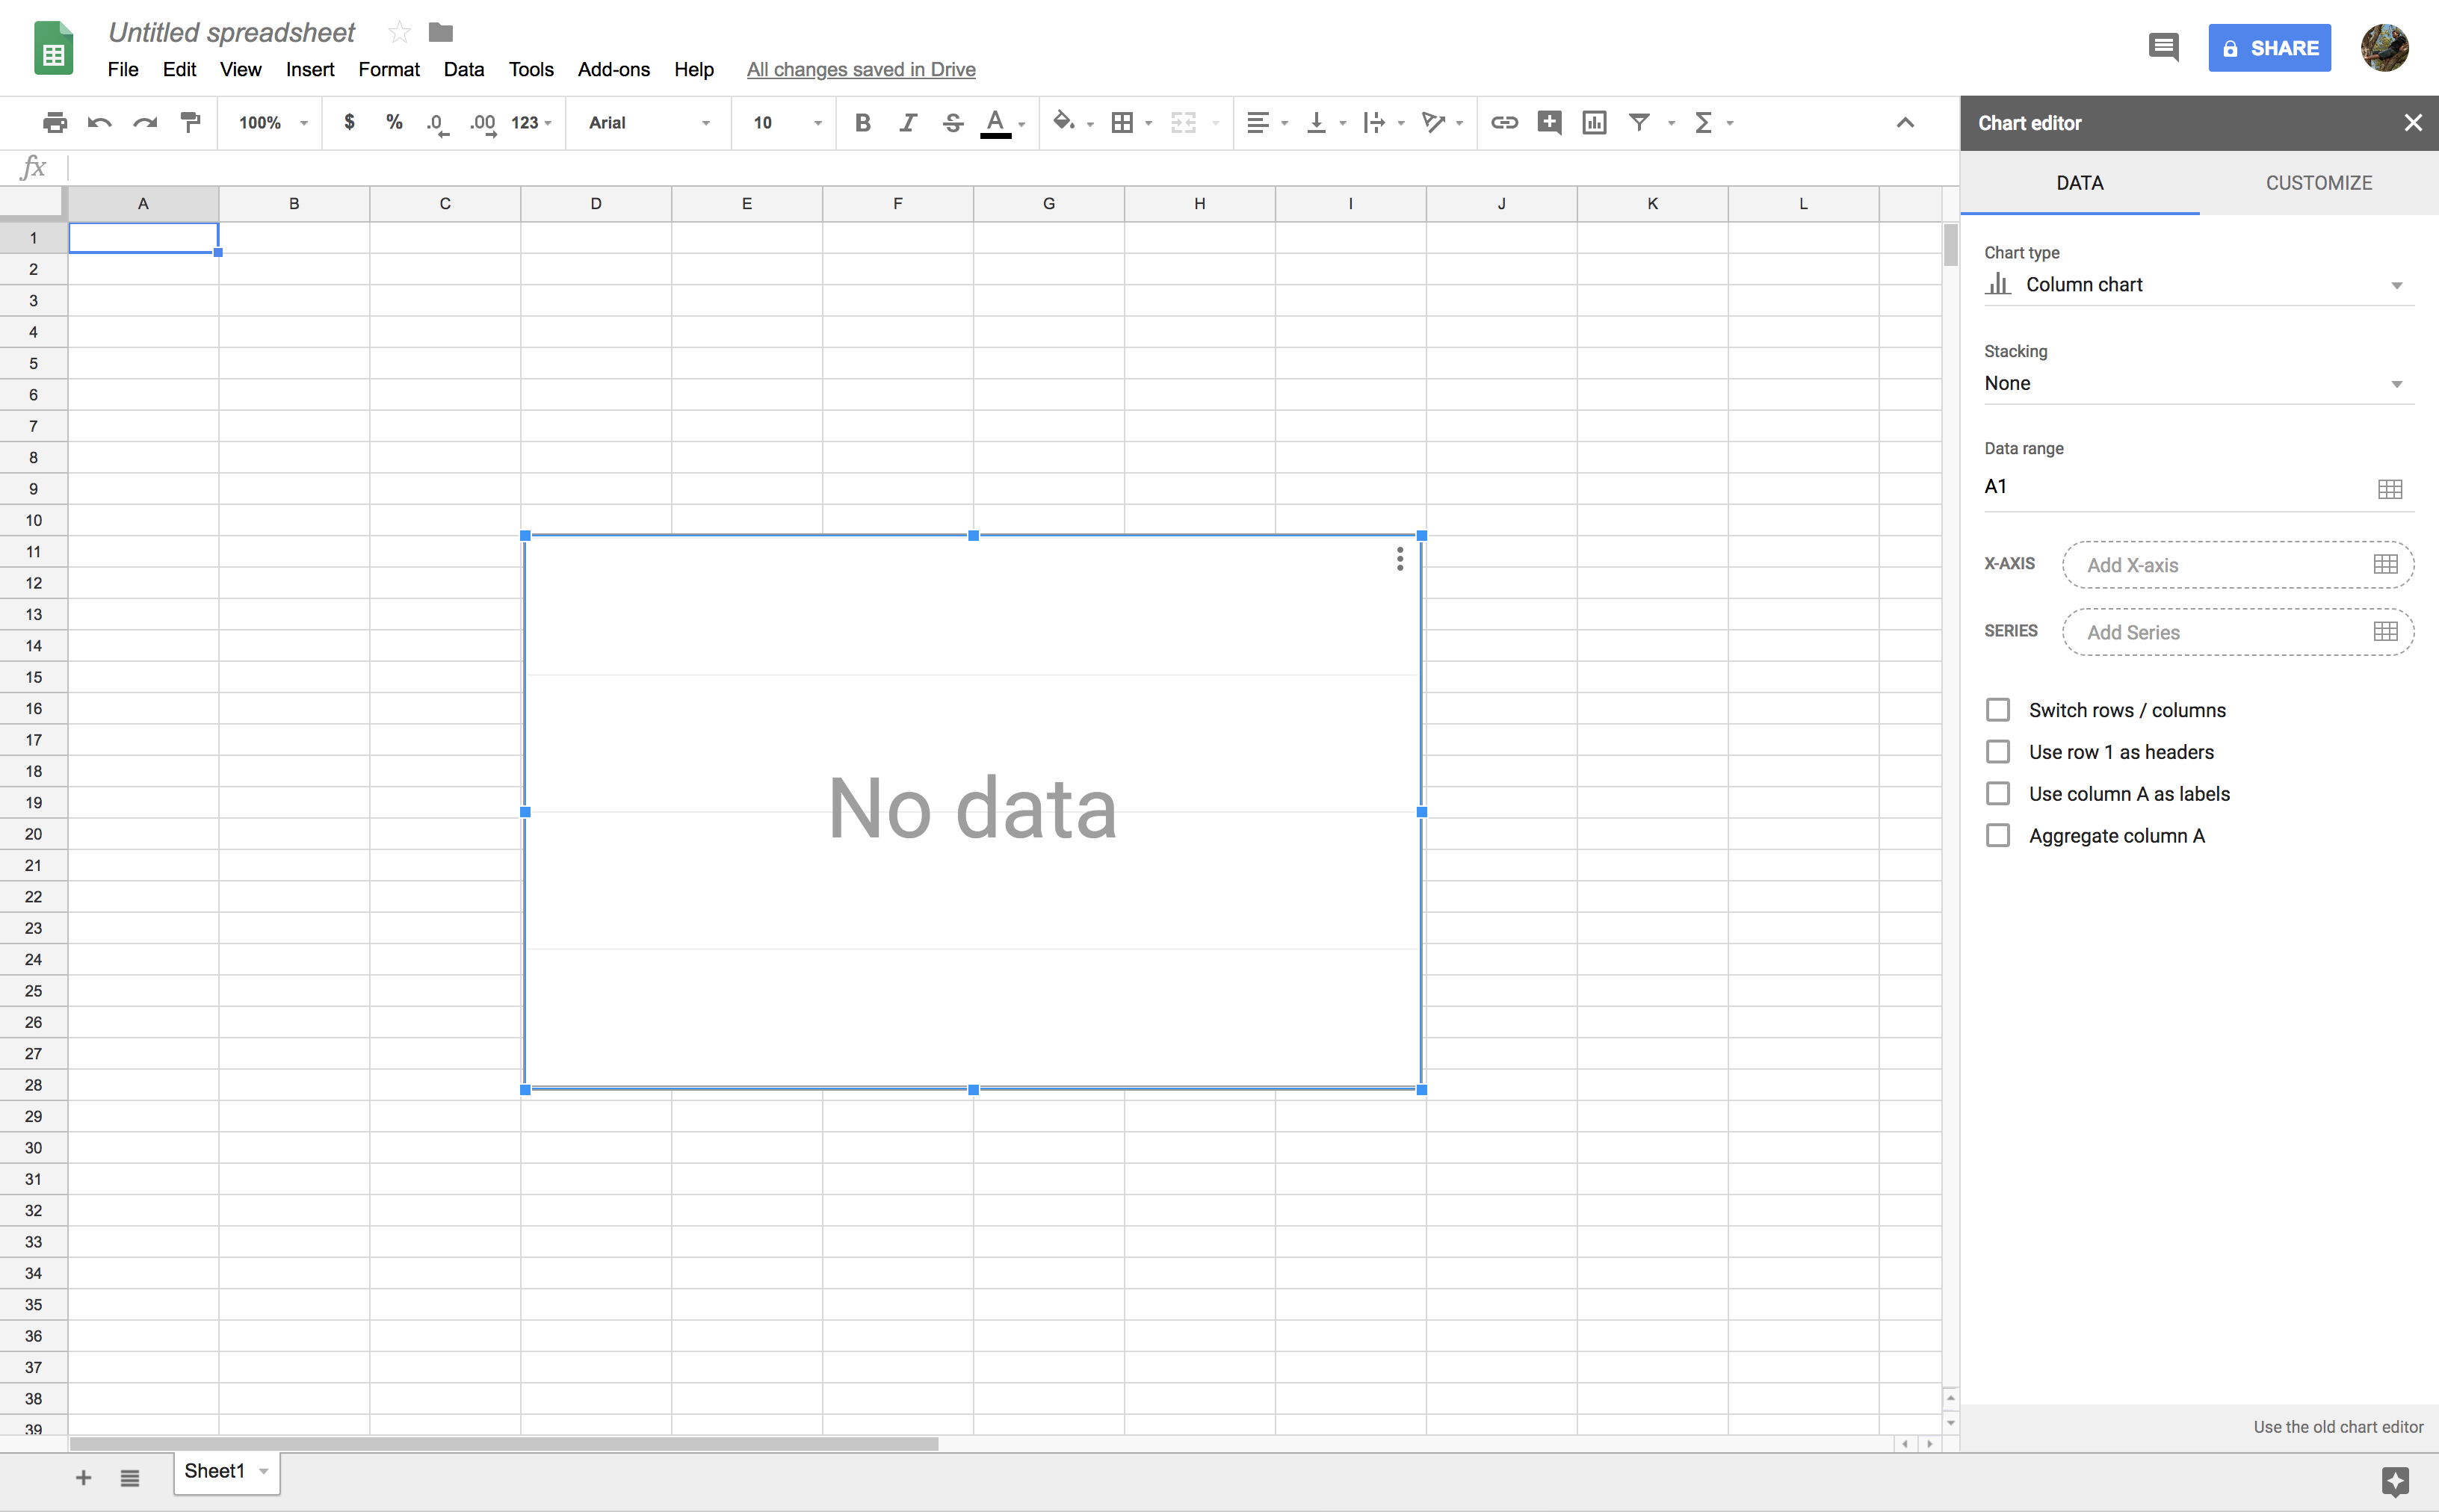 Untitled spreadsheet
File Edit View Insert Format Data Tools Add-ons Help All changes saved in Drive
SHARE
100% $ % .0 .00 123 Arial 10 B I S A Σ
Chart editor
fx
DATA CUSTOMIZE
A B C D E F G H I J K L
1
2
3
4
5
6
7
8
9
10
11
12
13
14
15
16
17
18
19
20
21
22
23
24
25
26
27
28
29
30
31
32
33
34
35
36
37
38
39
No data
Chart type
Column chart
Stacking
None
Data range
A1
X-AXIS Add X-axis
SERIES Add Series
Switch rows / columns
Use row 1 as headers
Use column A as labels
Aggregate column A
Use the old chart editor
Sheet1